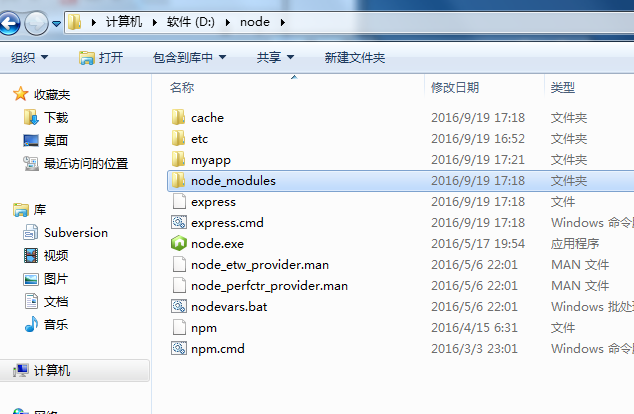 计算机 软件 (D:) node
组织 打开 包含到库中 共享 新建文件夹
收藏夹
下载
桌面
最近访问的位置
库
Subversion
视频
图片
文档
音乐
计算机
名称 修改日期 类型
cache 2016/9/19 17:18 文件夹
etc 2016/9/19 16:52 文件夹
myapp 2016/9/19 17:21 文件夹
node_modules 2016/9/19 17:18 文件夹
express 2016/9/19 17:18 文件
express.cmd 2016/9/19 17:18 Windows 命令
node.exe 2016/5/17 19:54 应用程序
node_etw_provider.man 2016/5/6 22:01 MAN 文件
node_perfctr_provider.man 2016/5/6 22:01 MAN 文件
nodevars.bat 2016/5/6 22:01 Windows 批处
npm 2016/4/15 6:31 文件
npm.cmd 2016/3/3 23:01 Windows 命令